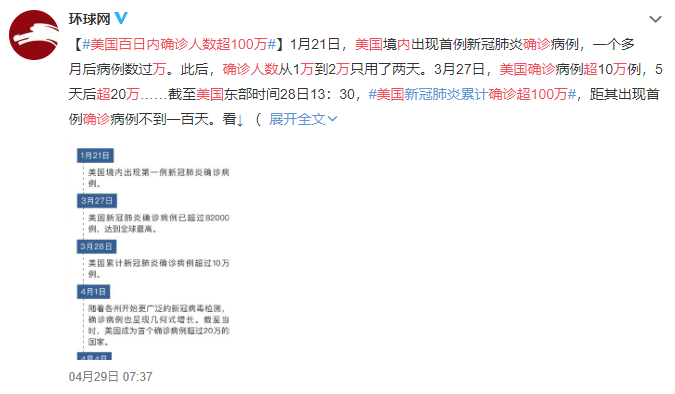 环球网
【#美国百日内确诊人数超100万#】1月21日，美国境内出现首例新冠肺炎确诊病例，一个多
月后病例数过万。此后，确诊人数从1万到2万只用了两天。3月27日，美国确诊病例超10万例，5
天后超20万……截至美国东部时间28日13：30，#美国新冠肺炎累计确诊超100万#，距其出现首
例确诊病例不到一百天。看↓ （ 展开全文
1月21日
美国境内出现第一例新冠肺炎确诊病
例。
3月27日
美国新冠肺炎确诊病例已超过82000
例，达到全球最高。
3月28日
美国累计新冠肺炎确诊病例超过10万
例。
4月1日
随着各州开始更广泛的新冠病毒检测，
确诊病例也呈现几何式增长。截至当
时，美国成为首个确诊病例超过20万的
国家。
4月4日
04月29日 07:37